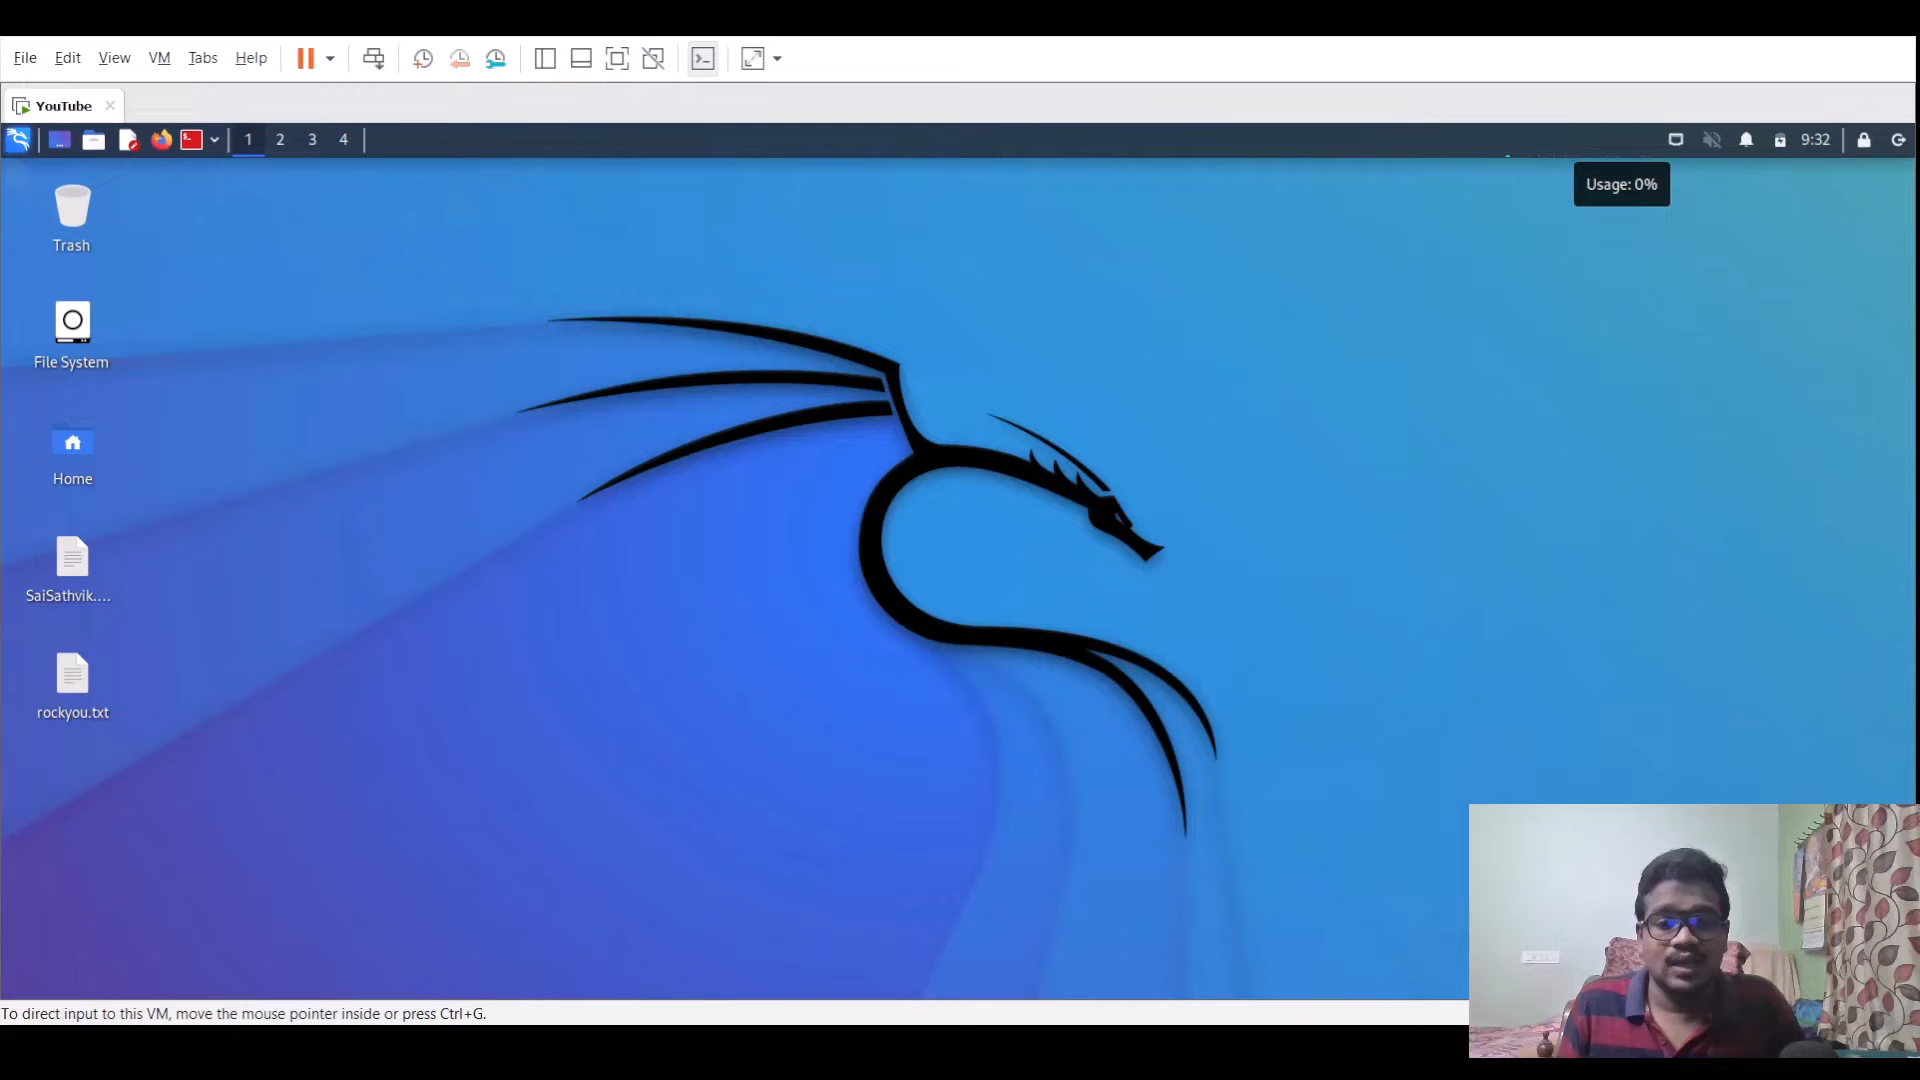 File Edit View VM Tabs Help
YouTube
1 2 3 4 9:32
Usage: 0%
Trash
File System
Home
SaiSathvik....
rockyou.txt
To direct input to this VM, move the mouse pointer inside or press Ctrl+G.